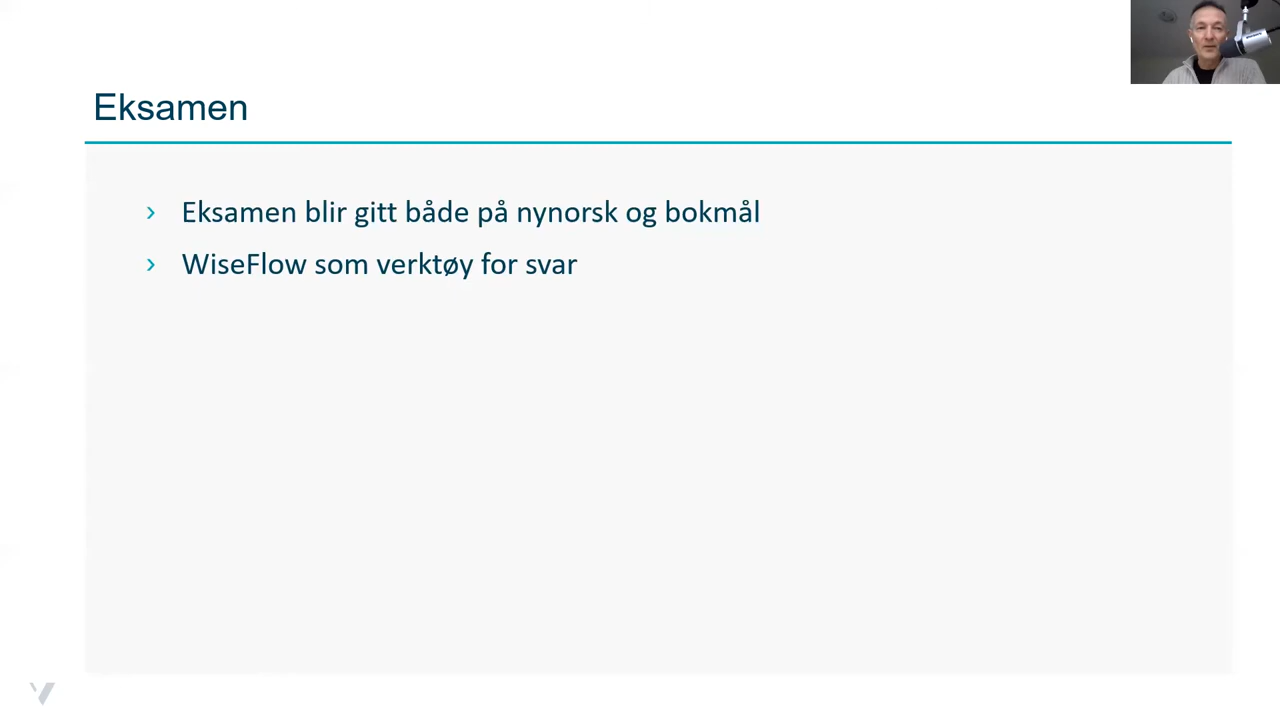 Eksamen
› Eksamen blir gitt både på nynorsk og bokmål
› WiseFlow som verktøy for svar